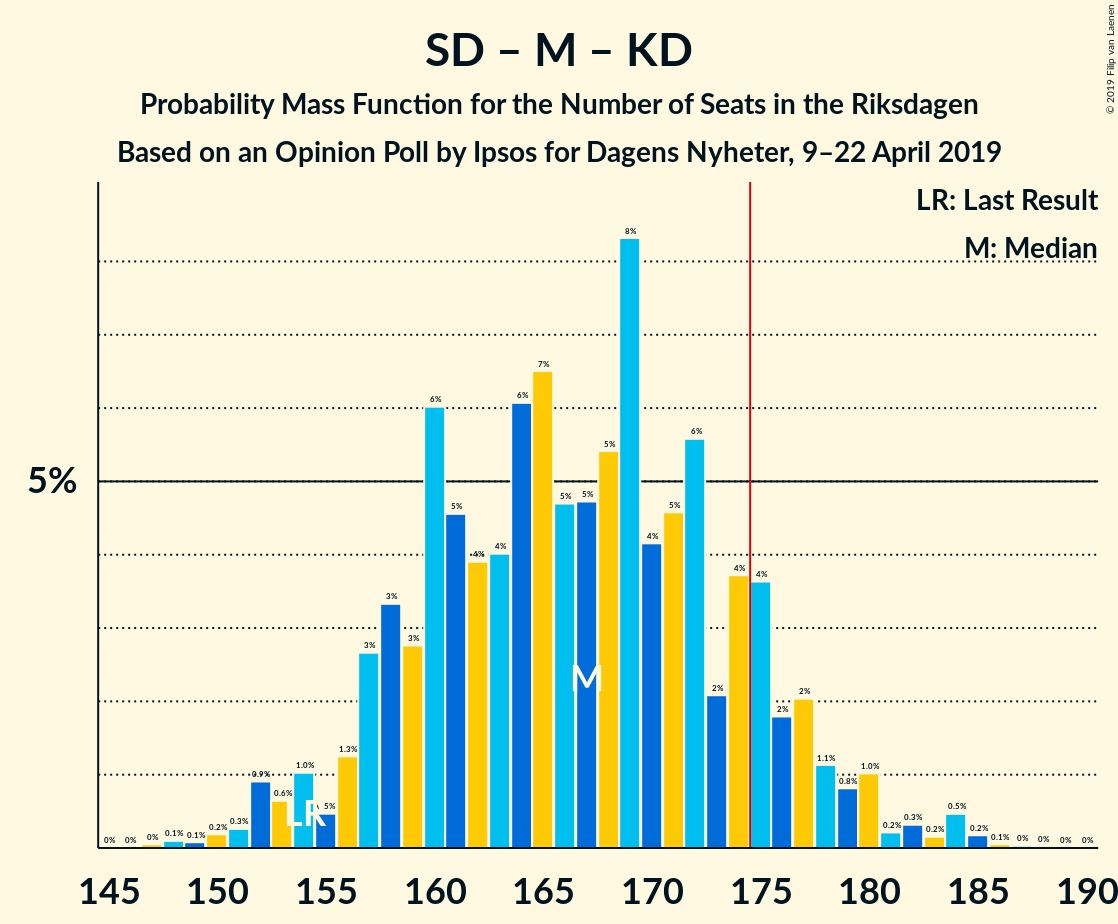 SD – M – KD
Probability Mass Function for the Number of Seats in the Riksdagen
Based on an Opinion Poll by Ipsos for Dagens Nyheter, 9–22 April 2019
© 2019 Filip van Laenen
LR: Last Result
M: Median
5%
0% 0% 0% 0.1% 0.1% 0.2% 0.3% 0.9% 0.6% 1.0% 5% 1.3% 3% 3% 3% 6% 5% 4% 4% 6% 7% 5% 5% 5% 8% 4% 5% 6% 2% 4% 4% 2% 2% 1.1% 0.8% 1.0% 0.2% 0.3% 0.2% 0.5% 0.2% 0.1% 0% 0% 0% 0%
LR
M
145 150 155 160 165 170 175 180 185 190